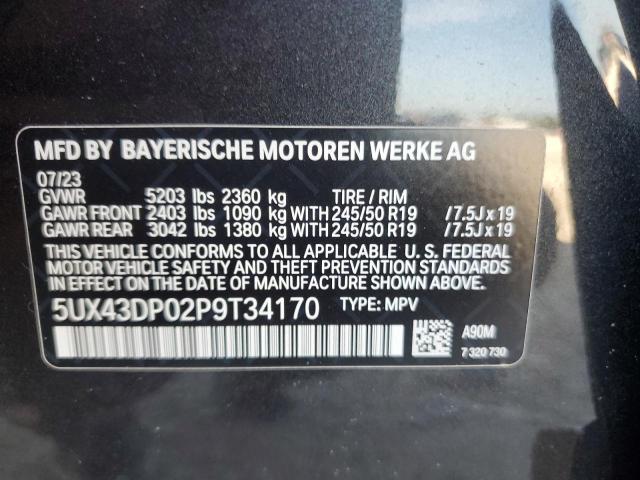 MFD BY BAYERISCHE MOTOREN WERKE AG
07/23
GVWR 5203 lbs 2360 kg TIRE / RIM
GAWR FRONT 2403 lbs 1090 kg WITH 245/50 R19 /7.5J x 19
GAWR REAR 3042 lbs 1380 kg WITH 245/50 R19 /7.5J x 19
THIS VEHICLE CONFORMS TO ALL APPLICABLE U. S. FEDERAL
MOTOR VEHICLE SAFETY AND THEFT PREVENTION STANDARDS
IN EFFECT ON THE DATE OF MANUFACTURE SHOWN ABOVE.
5UX43DP02P9T34170 TYPE: MPV
A90M
7 320 730